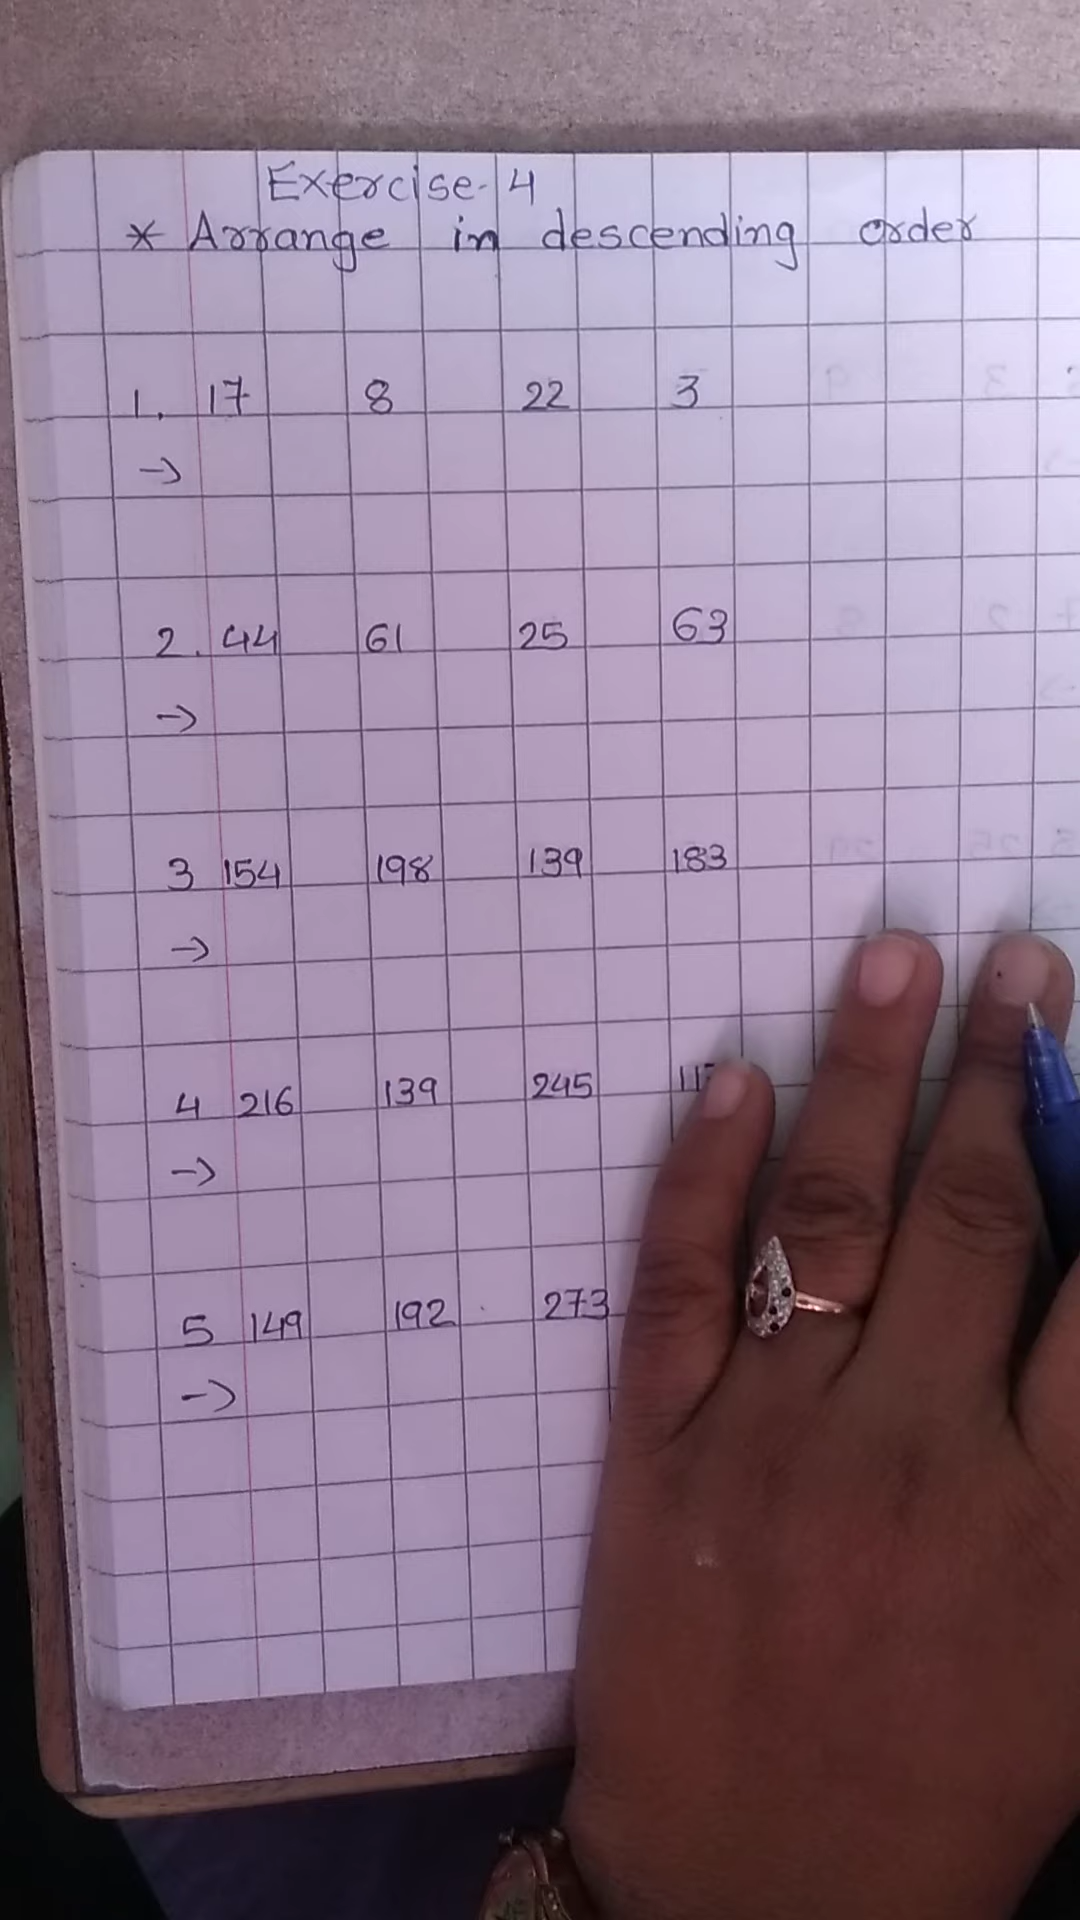 Exercise-4
* Arrange in descending order
1. 17 8 22 3
→
2. 44 61 25 63
→
3 154 198 139 183
→
4 216 139 245
→
5 149 192 273
→